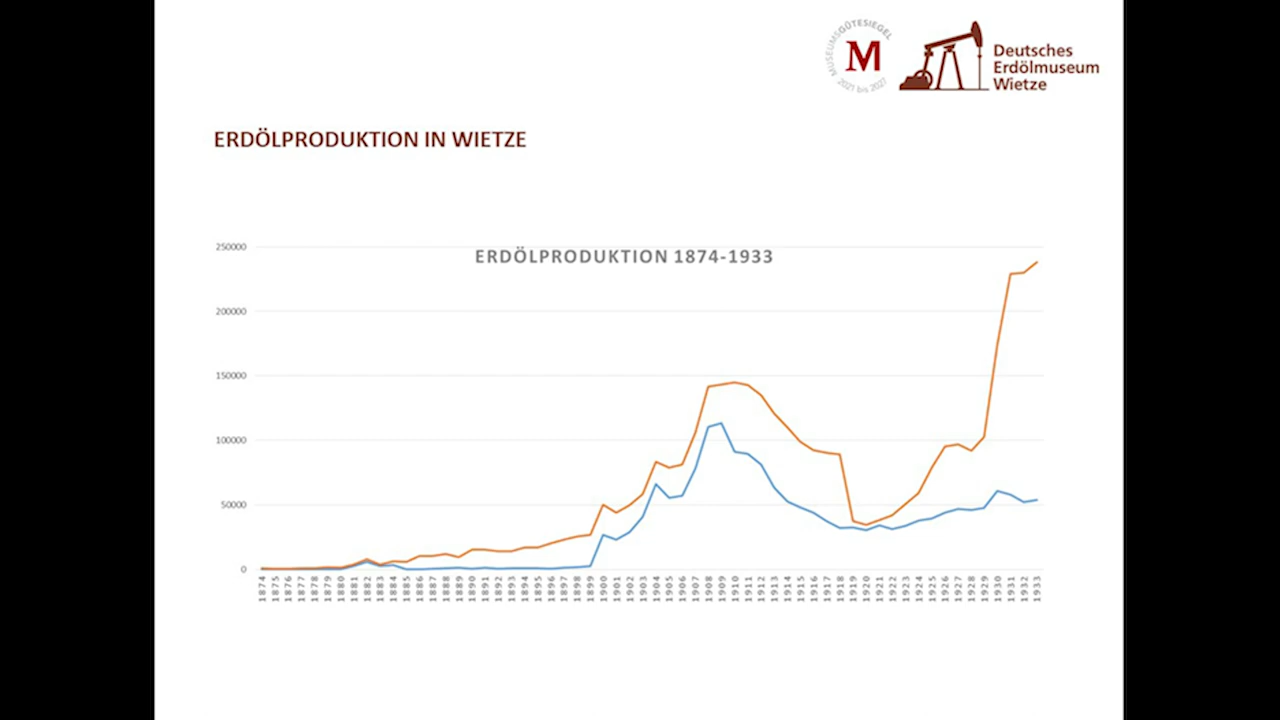 MUSEUMSGÜTESIEGEL
M
2021 bis 2027
Deutsches
Erdölmuseum
Wietze
ERDÖLPRODUKTION IN WIETZE
ERDÖLPRODUKTION 1874-1933
250000
200000
150000
100000
50000
0
1874 1875 1876 1877 1878 1879 1880 1881 1882 1883 1884 1885 1886 1887 1888 1889 1890 1891 1892 1893 1894 1895 1896 1897 1898 1899 1900 1901 1902 1903 1904 1905 1906 1907 1908 1909 1910 1911 1912 1913 1914 1915 1916 1917 1918 1919 1920 1921 1922 1923 1924 1925 1926 1927 1928 1929 1930 1931 1932 1933